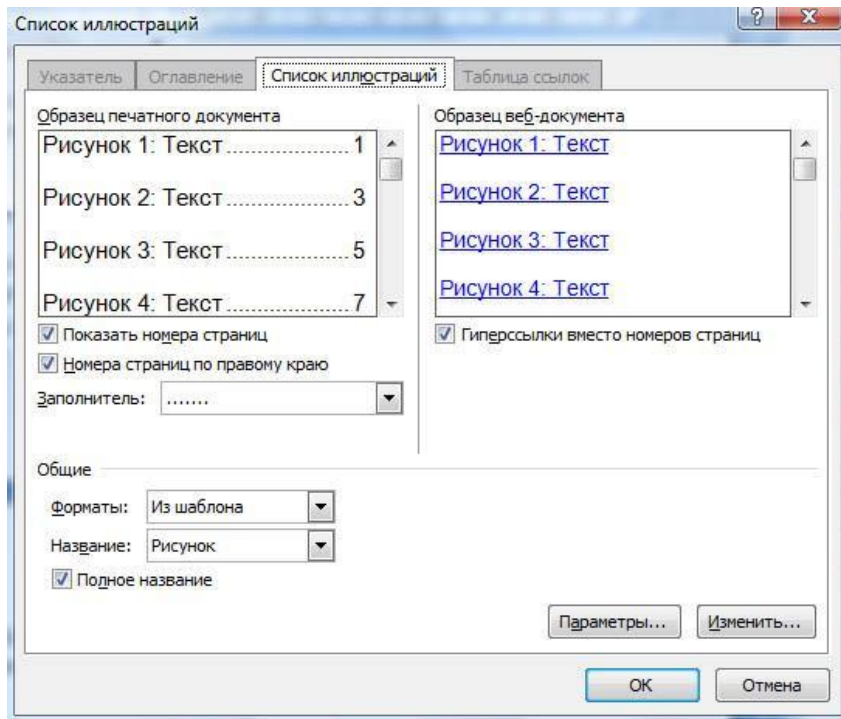 Список иллюстраций
Указатель Оглавление Список иллюстраций Таблица ссылок
Образец печатного документа
Рисунок 1: Текст.....................1
Рисунок 2: Текст.....................3
Рисунок 3: Текст.....................5
Рисунок 4: Текст.....................7
Показать номера страниц
Номера страниц по правому краю
Заполнитель: .......
Образец веб-документа
Рисунок 1: Текст
Рисунок 2: Текст
Рисунок 3: Текст
Рисунок 4: Текст
Гиперссылки вместо номеров страниц
Общие
Форматы: Из шаблона
Название: Рисунок
Полное название
Параметры... Изменить...
ОК Отмена